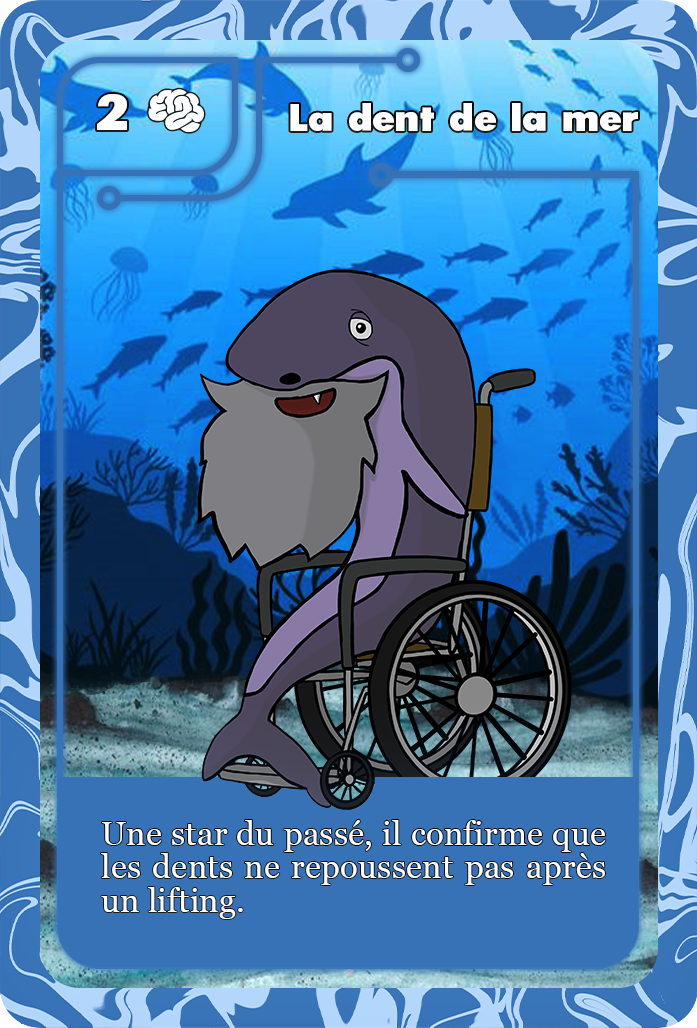 2
La dent de la mer
Une star du passé, il confirme que
les dents ne repoussent pas après
un lifting.